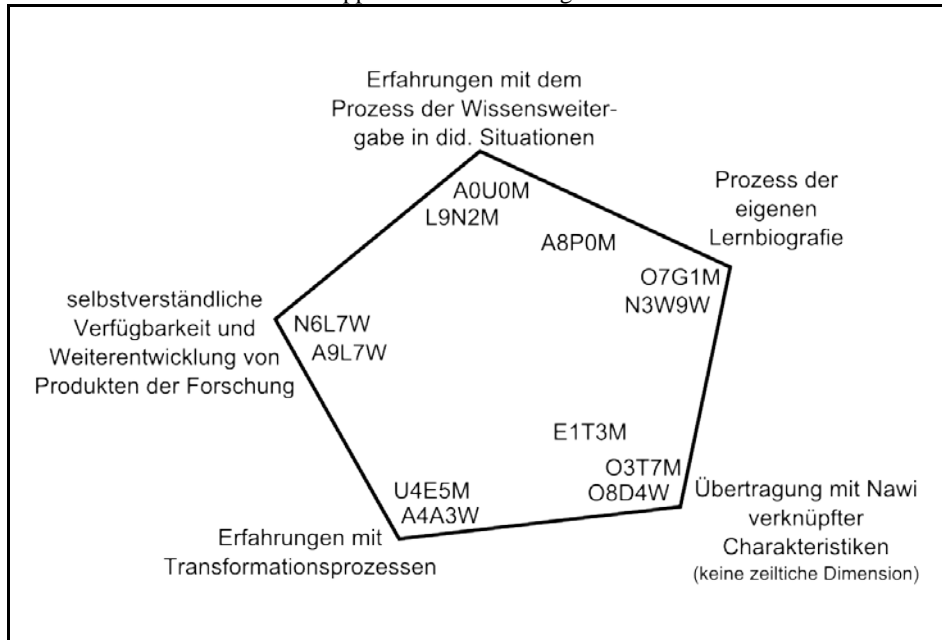 Erfahrungen mit dem
Prozess der Wissensweiter-
gabe in did. Situationen
A0U0M
L9N2M
A8P0M
Prozess der
eigenen
Lernbiografie
O7G1M
N3W9W
selbstverständliche
Verfügbarkeit und
Weiterentwicklung von
Produkten der Forschung
N6L7W
A9L7W
E1T3M
O3T7M
O8D4W
U4E5M
A4A3W
Übertragung mit Nawi
verknüpfter
Charakteristiken
(keine zeiltiche Dimension)
Erfahrungen mit
Transformationsprozessen